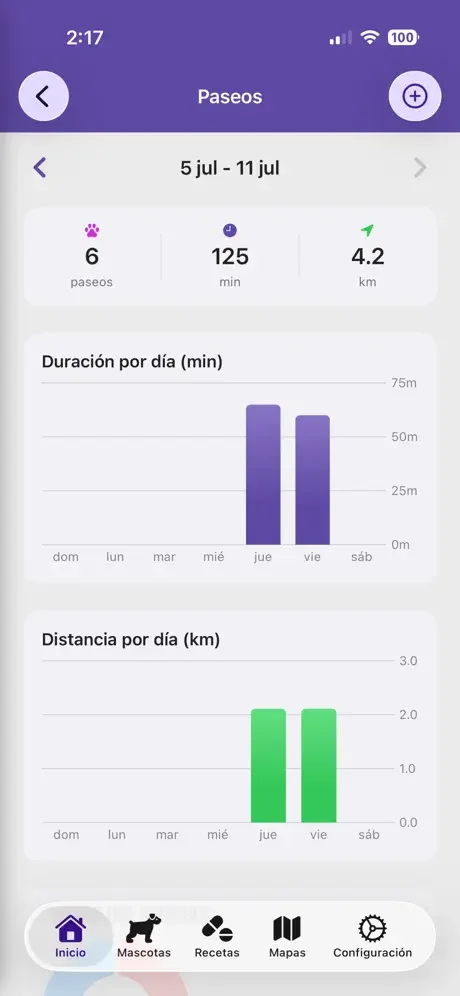 2:17
100
Paseos
5 jul - 11 jul
6 125 4.2
paseos min km
Duración por día (min)
75m
50m
25m
0m
dom lun mar mié jue vie sáb
Distancia por día (km)
3.0
2.0
1.0
0.0
dom lun mar mié jue vie sáb
Inicio Mascotas Recetas Mapas Configuración